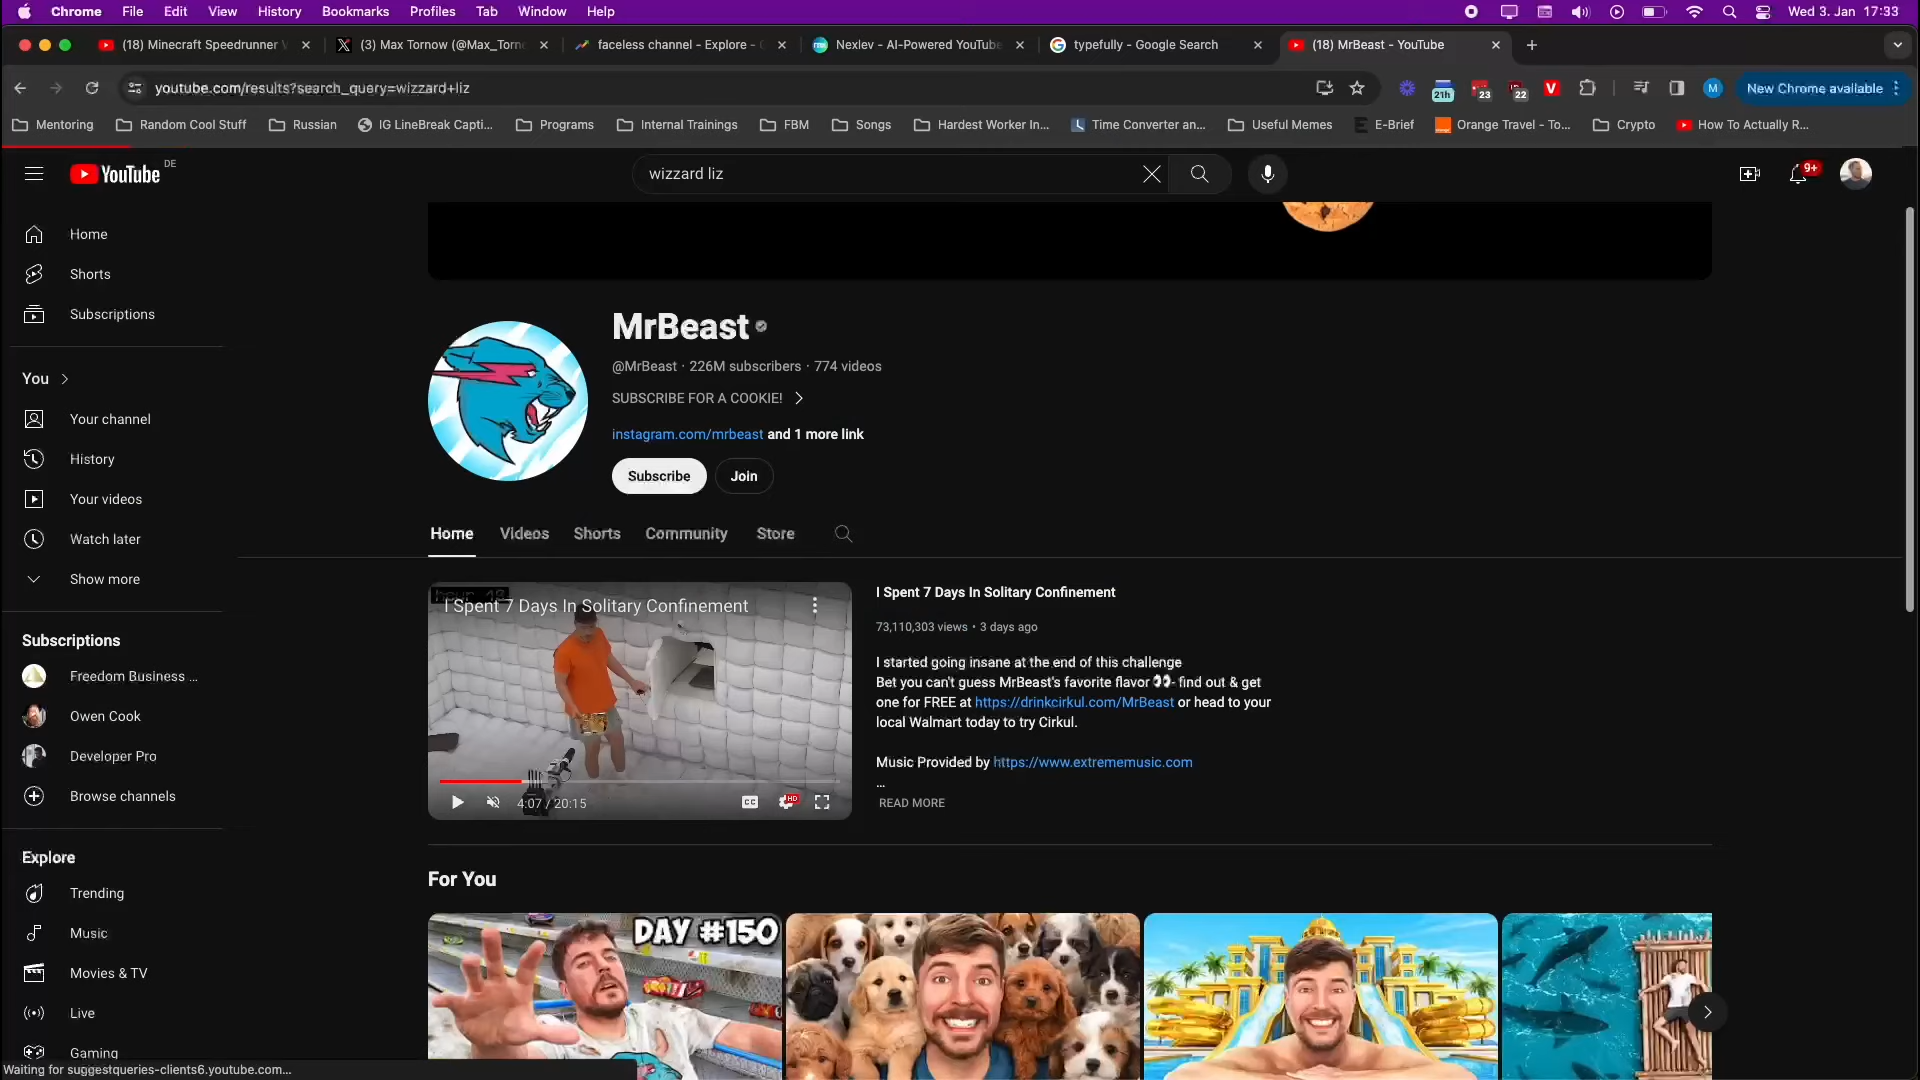 Chrome File Edit View History Bookmarks Profiles Tab Window Help Wed 3. Jan 17:33
(18) Minecraft Speedrunner V (3) Max Tornow (@Max_Torn faceless channel - Explore - Nexlev - AI-Powered YouTube typefully - Google Search (18) MrBeast - YouTube
youtube.com/results?search_query=wizzard+liz 21h 23 22 V M New Chrome available
Mentoring Random Cool Stuff Russian IG LineBreak Capti... Programs Internal Trainings FBM Songs Hardest Worker In... Time Converter an... Useful Memes E-Brief Orange Travel - To... Crypto How To Actually R...
YouTube DE
wizzard liz
9+
Home
Shorts
Subscriptions
You
Your channel
History
Your videos
Watch later
Show more
Subscriptions
Freedom Business ...
Owen Cook
Developer Pro
Browse channels
Explore
Trending
Music
Movies & TV
Live
Gaming
MrBeast
@MrBeast · 226M subscribers · 774 videos
SUBSCRIBE FOR A COOKIE!
instagram.com/mrbeast and 1 more link
Subscribe Join
Home Videos Shorts Community Store
hour 48
I Spent 7 Days In Solitary Confinement
4:07 / 20:15
CC HD
I Spent 7 Days In Solitary Confinement
73,110,303 views • 3 days ago
I started going insane at the end of this challenge
Bet you can't guess MrBeast's favorite flavor 👀- find out & get
one for FREE at https://drinkcirkul.com/MrBeast or head to your
local Walmart today to try Cirkul.
Music Provided by https://www.extrememusic.com
...
READ MORE
For You
DAY #150
Waiting for suggestqueries-clients6.youtube.com...